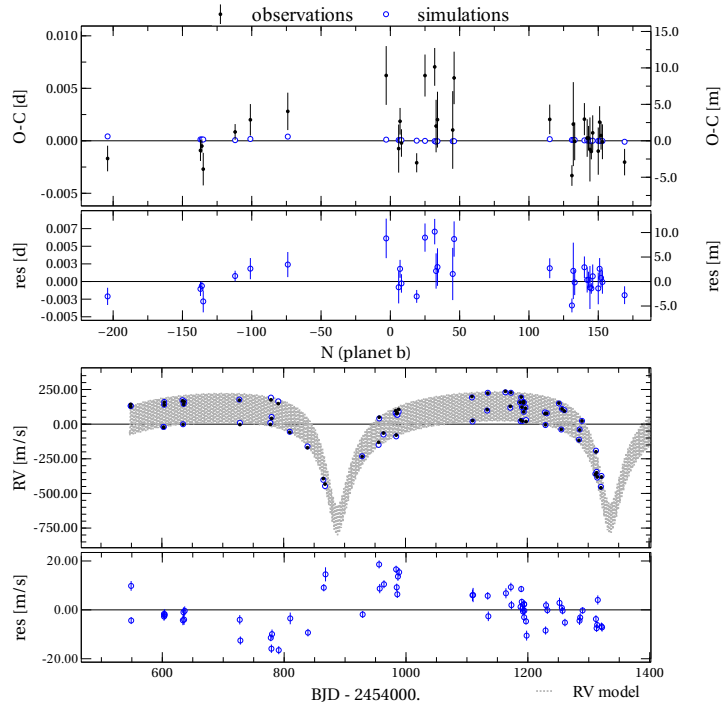 observations simulations
0.010
0.005
0.000
-0.005
O-C [d]
15.0
10.0
5.0
0.0
-5.0
O-C [m]
0.007
0.005
0.003
0.000
-0.003
-0.005
res [d]
10.0
5.0
0.0
-5.0
res [m]
-200 -150 -100 -50 0 50 100 150
N (planet b)
250.00
0.00
-250.00
-500.00
-750.00
RV [m/s]
20.00
0.00
-20.00
res [m/s]
600 800 1000 1200 1400
BJD - 2454000.
RV model